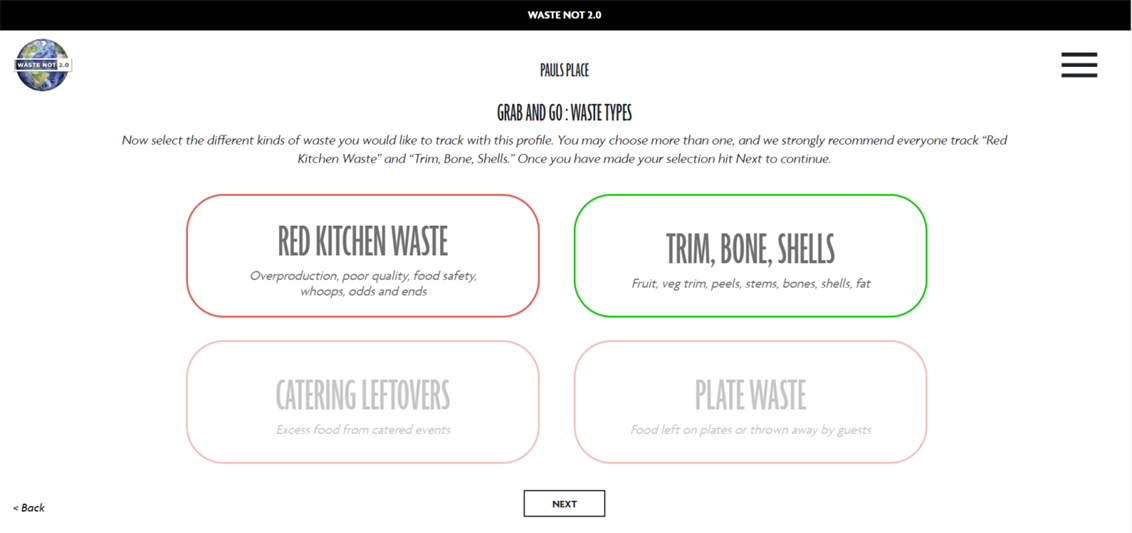 WASTE NOT 2.0
WASTE NOT 2.0
PAULS PLACE
GRAB AND GO : WASTE TYPES
Now select the different kinds of waste you would like to track with this profile. You may choose more than one, and we strongly recommend everyone track “Red
Kitchen Waste” and “Trim, Bone, Shells.” Once you have made your selection hit Next to continue.
RED KITCHEN WASTE
Overproduction, poor quality, food safety,
whoops, odds and ends
TRIM, BONE, SHELLS
Fruit, veg trim, peels, stems, bones, shells, fat
CATERING LEFTOVERS
Excess food from catered events
PLATE WASTE
Food left on plates or thrown away by guests
< Back
NEXT